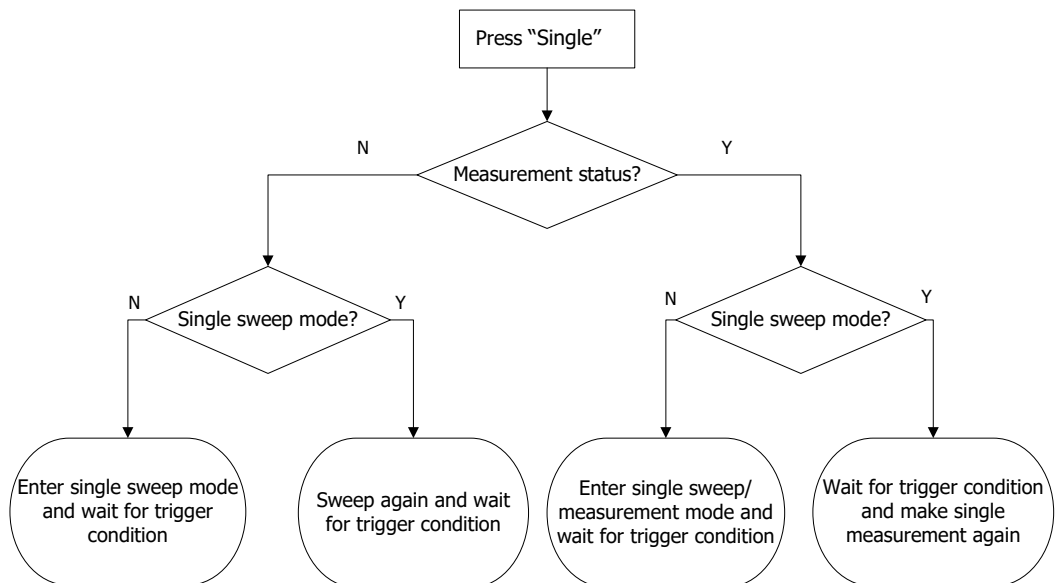 Press “Single”
N
Y
Measurement status?
N
Y
N
Y
Single sweep mode?
Single sweep mode?
Enter single sweep mode
and wait for trigger
condition
Sweep again and wait
for trigger condition
Enter single sweep/
measurement mode and
wait for trigger condition
Wait for trigger condition
and make single
measurement again